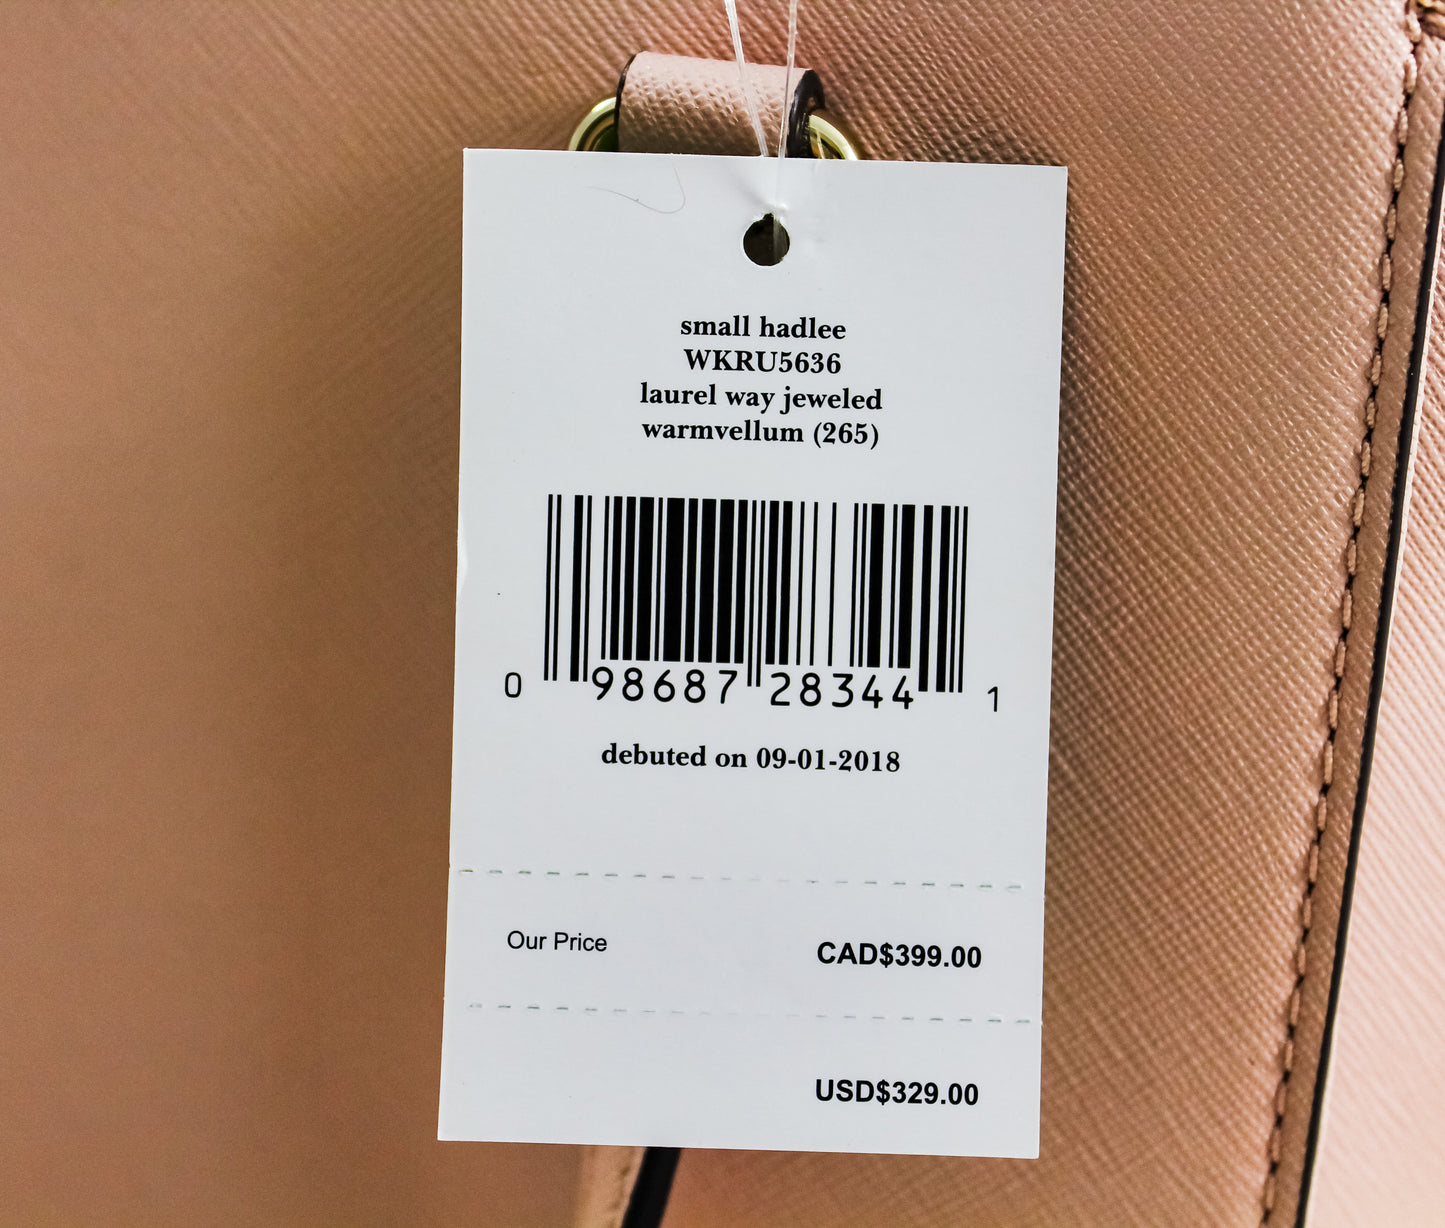 small hadlee
WKRU5636
laurel way jeweled
warmvellum (265)
0 98687 28344 1
debuted on 09-01-2018
Our Price CAD$399.00
USD$329.00